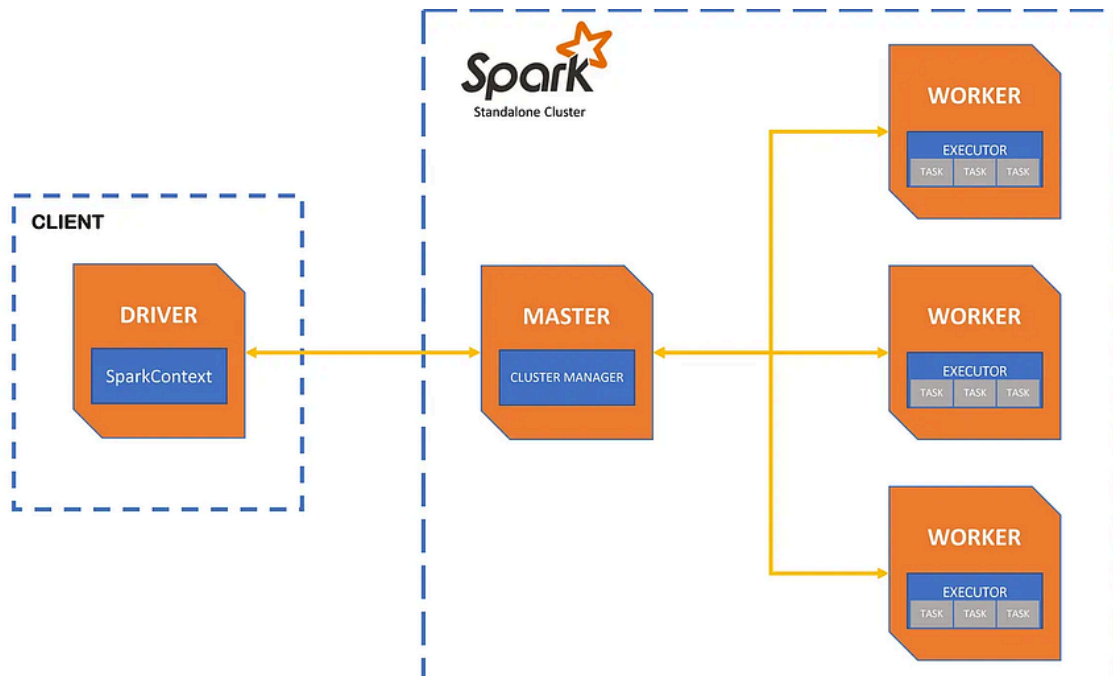 Spark
Standalone Cluster
CLIENT
DRIVER
SparkContext
MASTER
CLUSTER MANAGER
WORKER
EXECUTOR
TASK TASK TASK
WORKER
EXECUTOR
TASK TASK TASK
WORKER
EXECUTOR
TASK TASK TASK